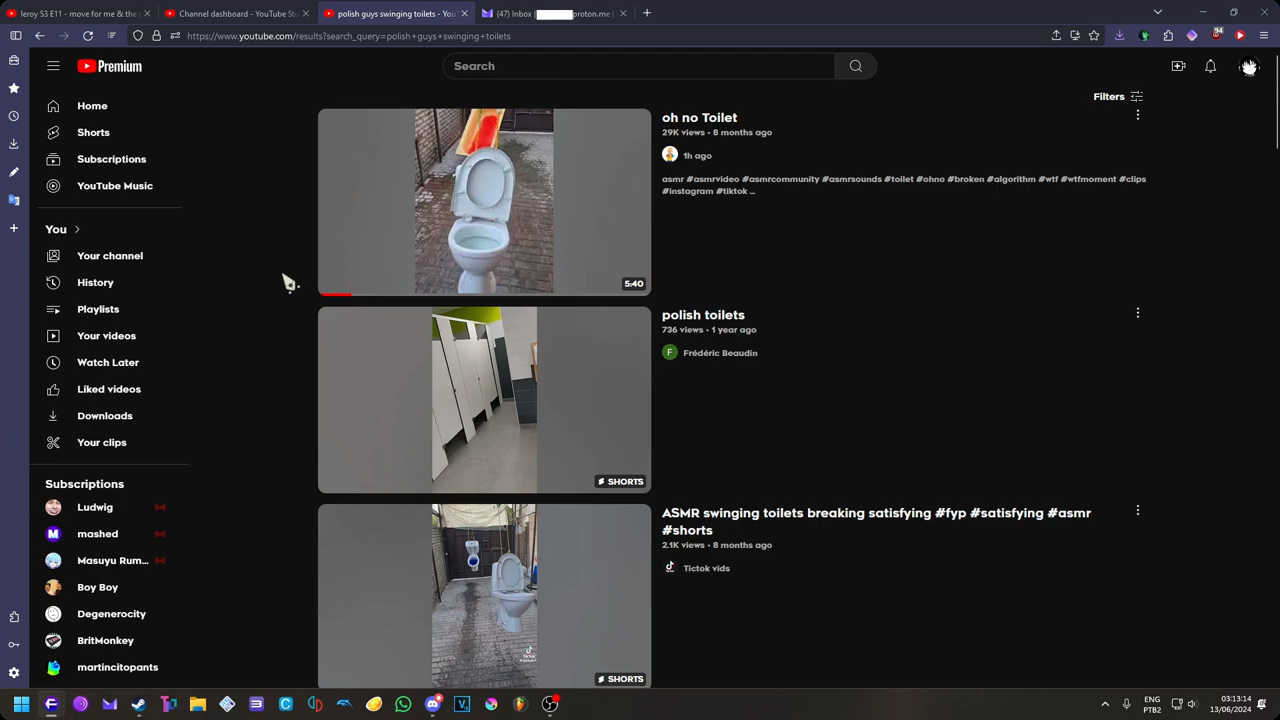 leroy S3 E11 - move for me & the
Channel dashboard - YouTube St
polish guys swinging toilets - You
(47) Inbox | proton.me |
https://www.youtube.com/results?search_query=polish+guys+swinging+toilets
94
Premium
Search
Filters
Home
Shorts
Subscriptions
YouTube Music
You
Your channel
History
Playlists
Your videos
Watch Later
Liked videos
Downloads
Your clips
Subscriptions
Ludwig
mashed
Masuyu Rum...
Boy Boy
Degenerocity
BritMonkey
martincitopants
5:40
oh no Toilet
29K views • 8 months ago
1h ago
asmr #asmrvideo #asmrcommunity #asmrsounds #toilet #ohno #broken #algorithm #wtf #wtfmoment #clips
#instagram #tiktok ...
SHORTS
polish toilets
736 views • 1 year ago
F Frédéric Beaudin
SHORTS
ASMR swinging toilets breaking satisfying #fyp #satisfying #asmr
#shorts
2.1K views • 8 months ago
Tictok vids
ENG
PTB2
03:13:14
13/06/2024